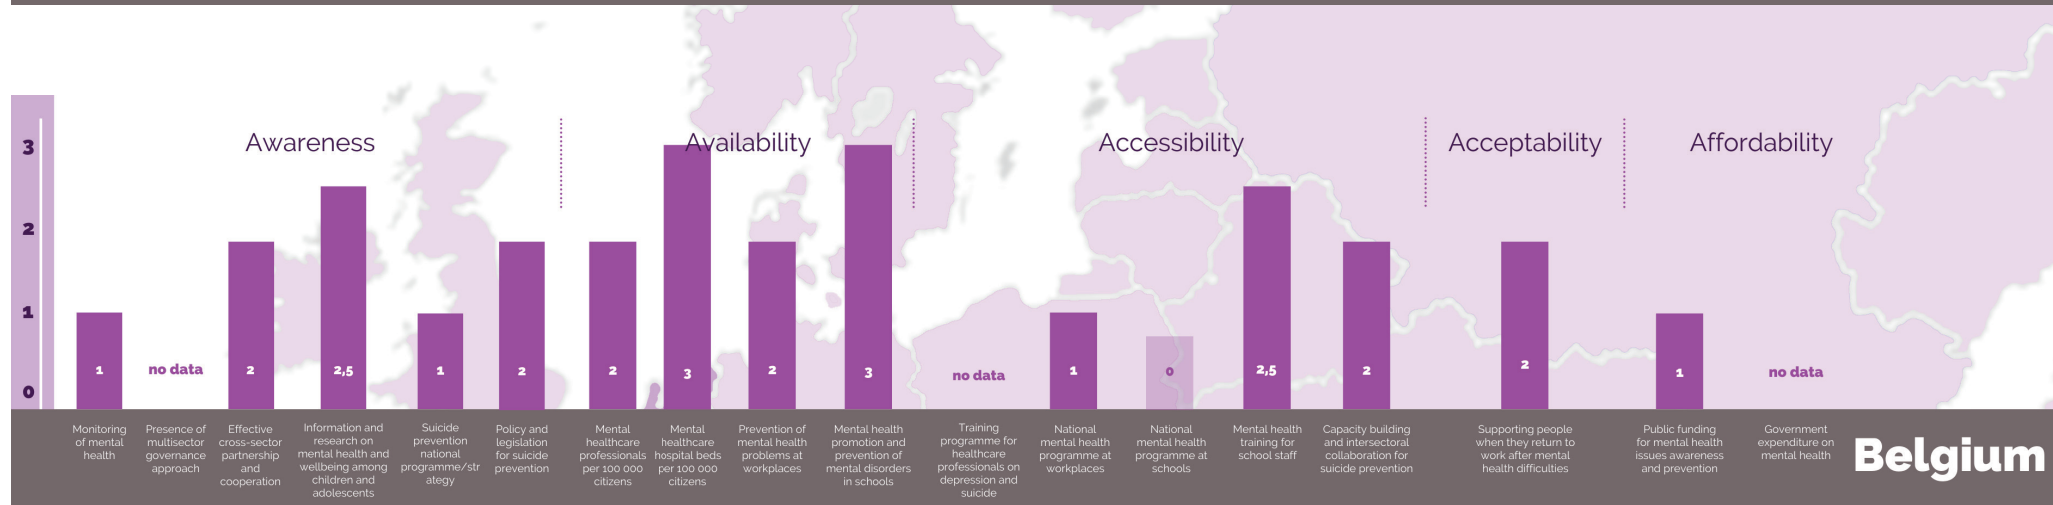 Awareness
Availability
Accessibility
Acceptability
Affordability
3
2
1
0
1
no data
2
2,5
1
2
2
3
2
3
no data
1
0
2,5
2
2
1
no data
Monitoring
of mental
health
Presence of
multisector
governance
approach
Effective
cross-sector
partnership
and
cooperation
Information and
research on
mental health and
wellbeing among
children and
adolescents
Suicide
prevention
national
programme/str
ategy
Policy and
legislation
for suicide
prevention
Mental
healthcare
professionals
per 100 000
citizens
Mental
healthcare
hospital beds
per 100 000
citizens
Prevention of
mental health
problems at
workplaces
Mental health
promotion and
prevention of
mental disorders
in schools
Training
programme for
healthcare
professionals on
depression and
suicide
National
mental health
programme at
workplaces
National
mental health
programme at
schools
Mental health
training for
school staff
Capacity building
and intersectoral
collaboration for
suicide prevention
Supporting people
when they return to
work after mental
health difficulties
Public funding
for mental health
issues awareness
and prevention
Government
expenditure on
mental health
Belgium